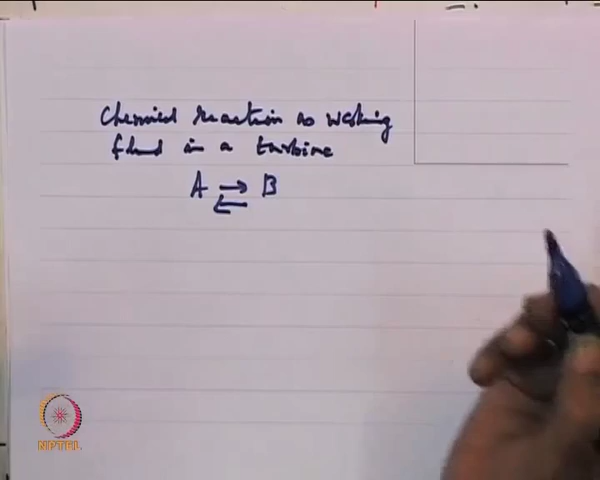 Chemical reaction as working
fluid in a turbine
A ⇌ B
NPTEL